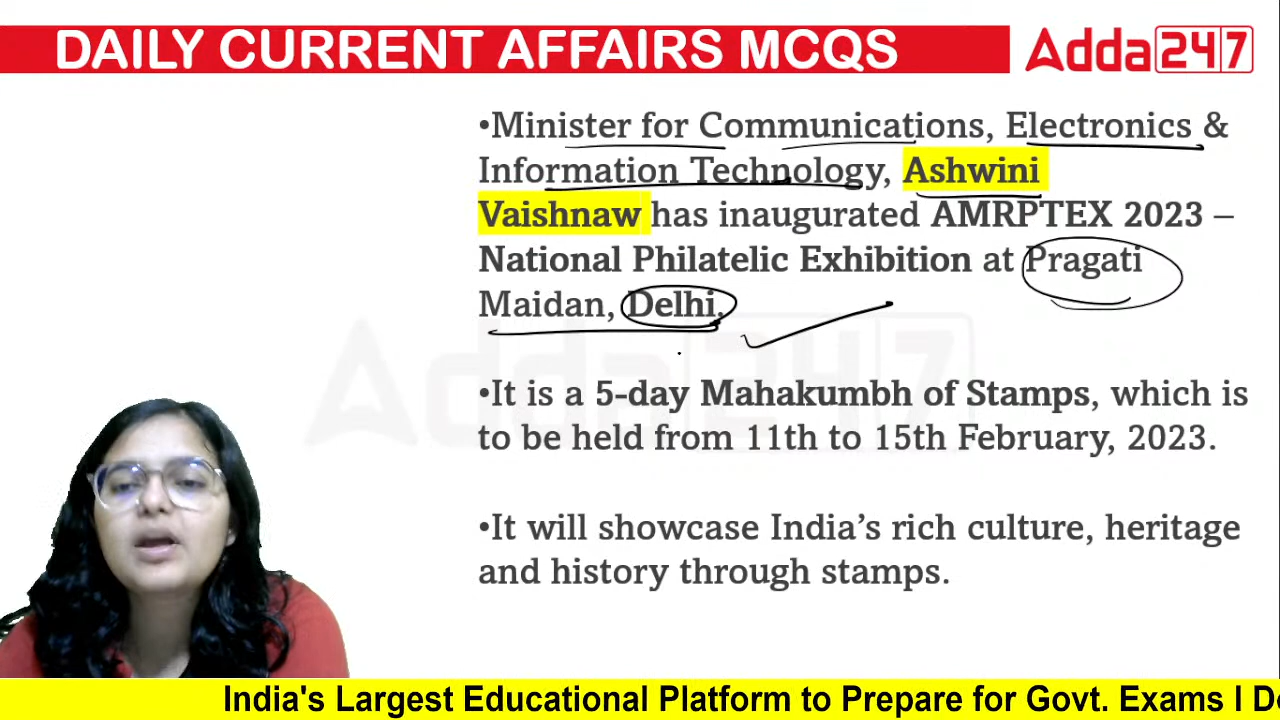 DAILY CURRENT AFFAIRS MCQS
Adda247
•Minister for Communications, Electronics &
Information Technology, Ashwini
Vaishnaw has inaugurated AMRPTEX 2023 –
National Philatelic Exhibition at Pragati
Maidan, Delhi.
•It is a 5-day Mahakumbh of Stamps, which is
to be held from 11th to 15th February, 2023.
•It will showcase India's rich culture, heritage
and history through stamps.
Adda247
India's Largest Educational Platform to Prepare for Govt. Exams I